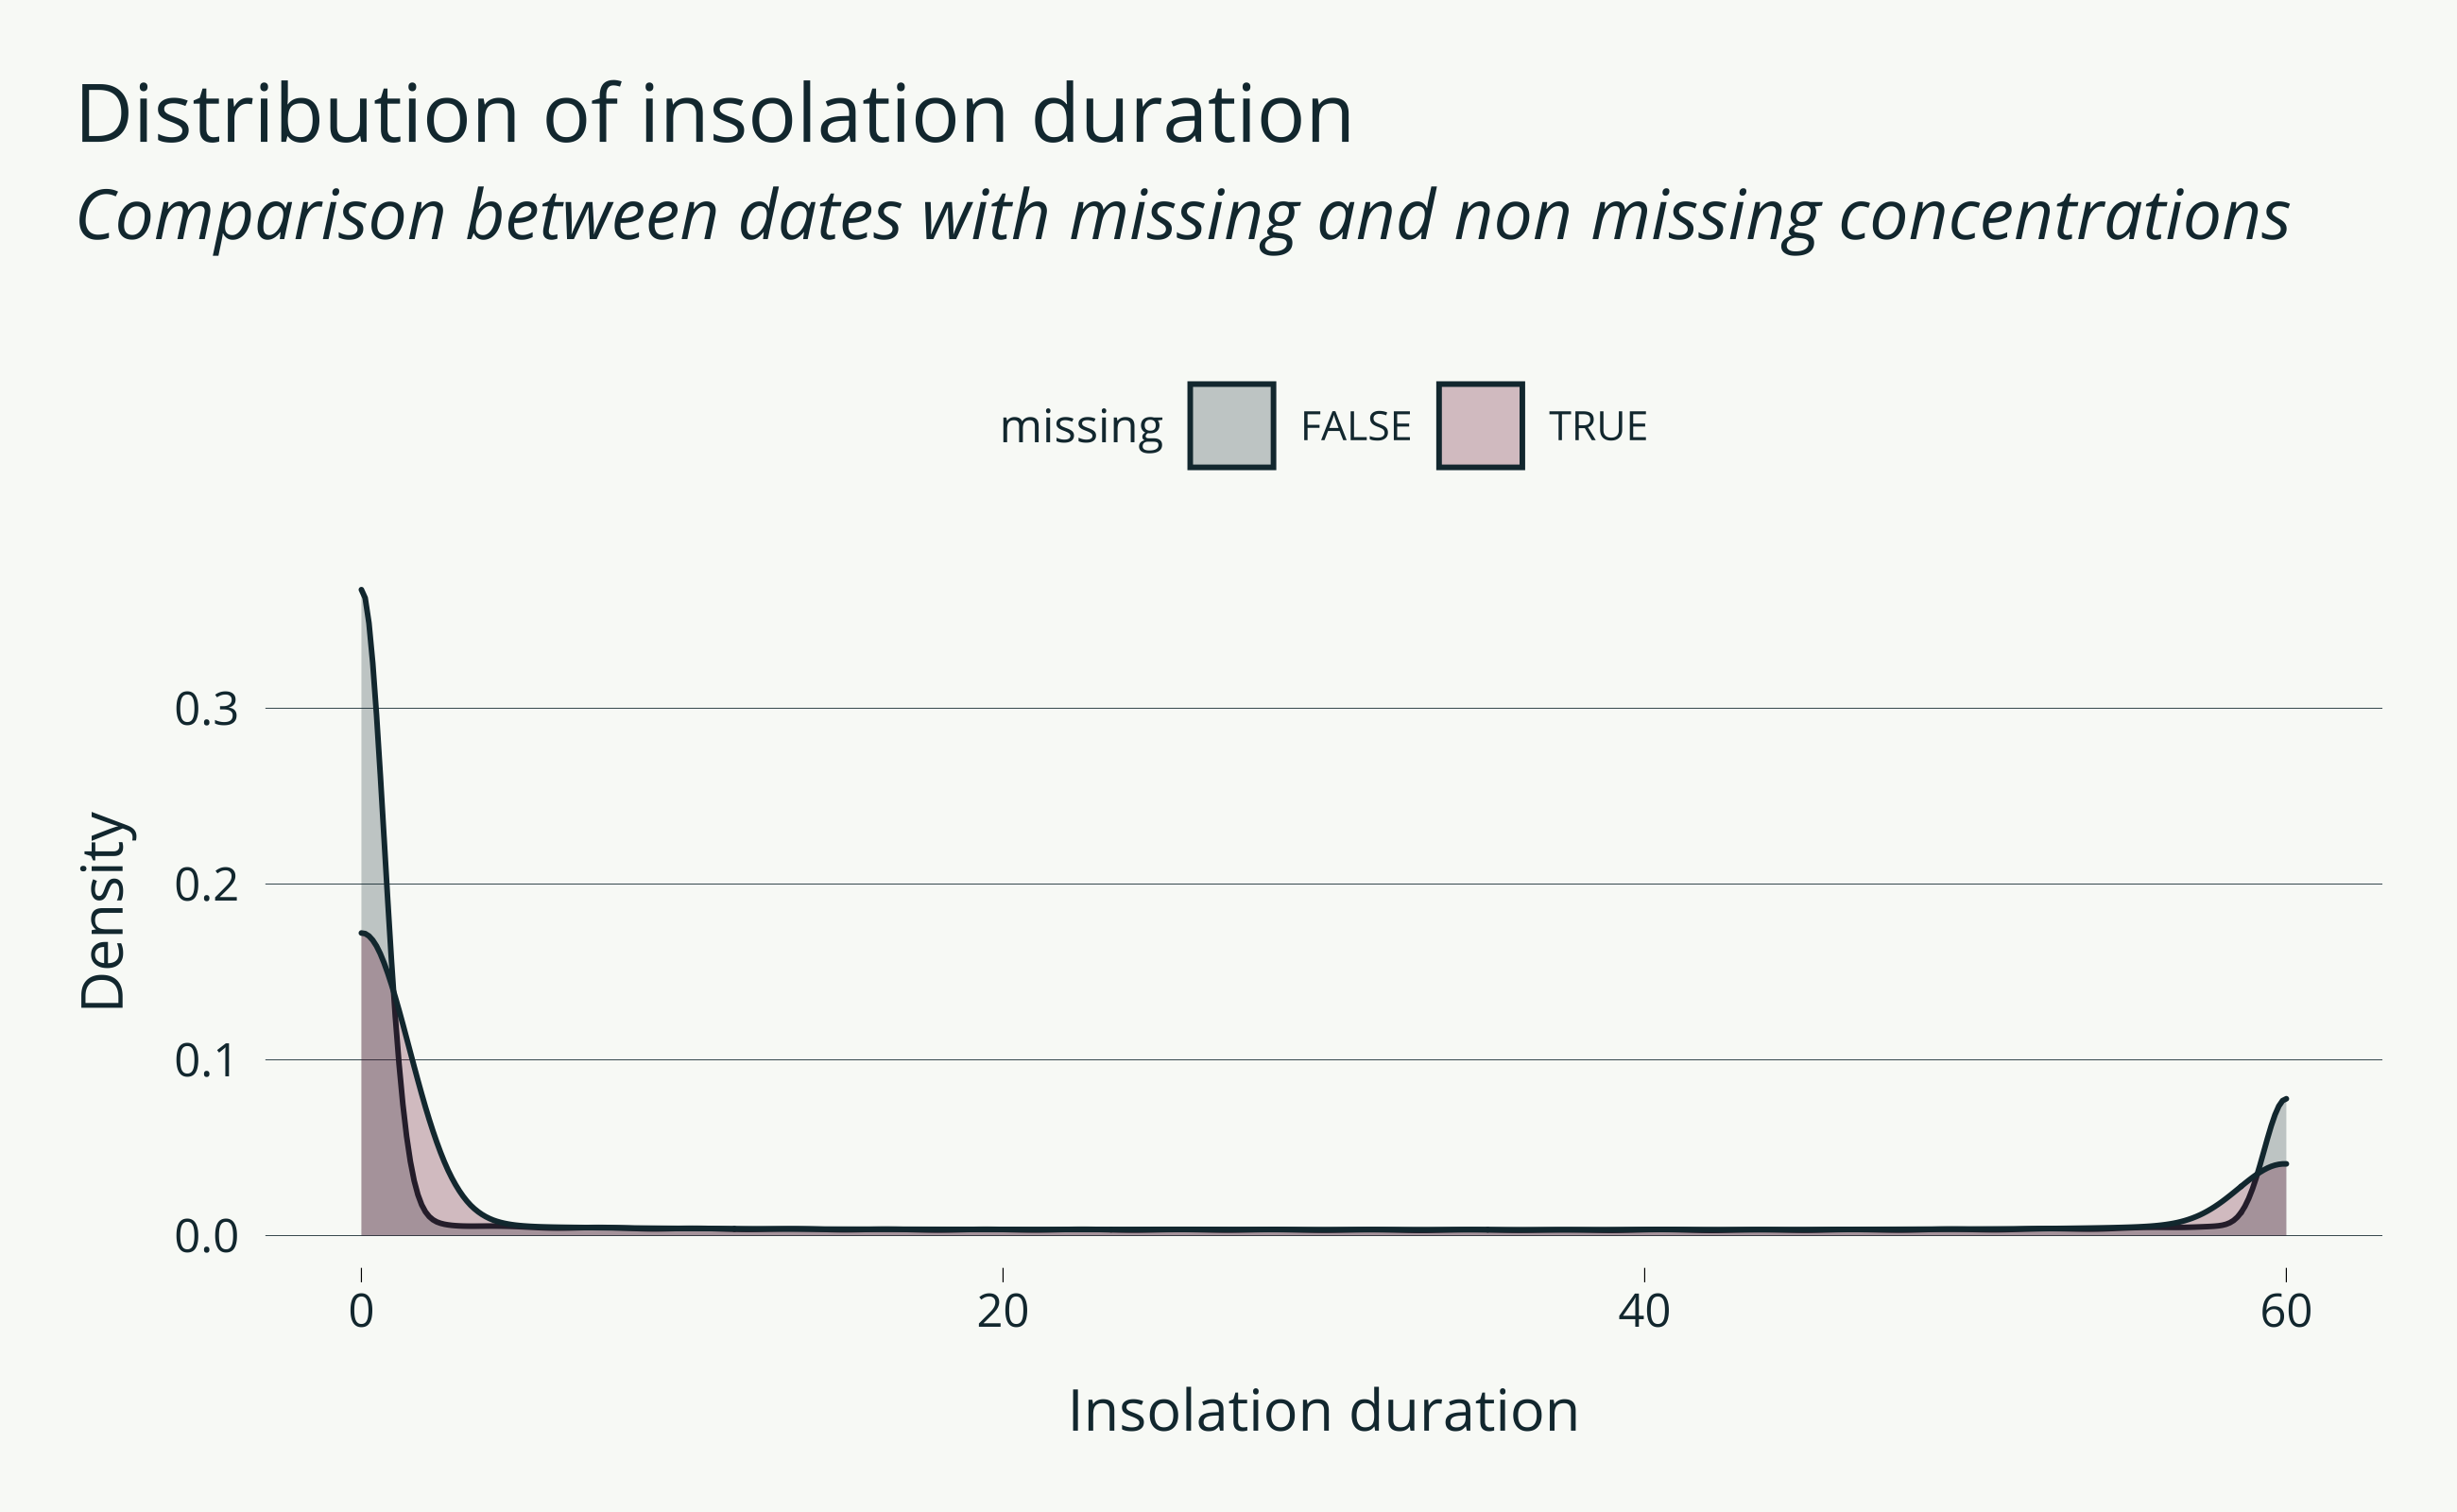 Distribution of insolation duration
Comparison between dates with missing and non missing concentrations
missing FALSE TRUE
0.3
0.2
0.1
0.0
Density
0 20 40 60
Insolation duration